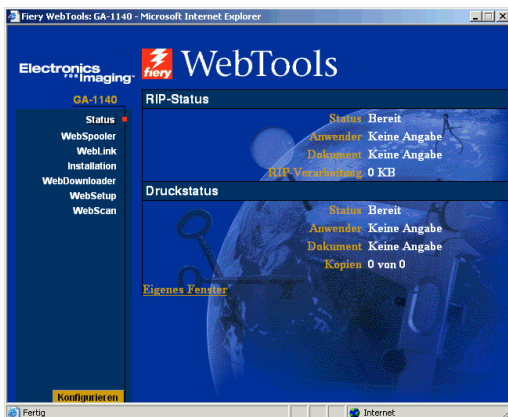 Fiery WebTools: GA-1140 - Microsoft Internet Explorer
Electronics
FOR Imaging
fiery
WebTools
GA-1140
Status
WebSpooler
WebLink
Installation
WebDownloader
WebSetup
WebScan
RIP-Status
Status Bereit
Anwender Keine Angabe
Dokument Keine Angabe
RIP-Verarbeitung 0 KB
Druckstatus
Status Bereit
Anwender Keine Angabe
Dokument Keine Angabe
Kopien 0 von 0
Eigenes Fenster
Konfigurieren
Fertig
Internet